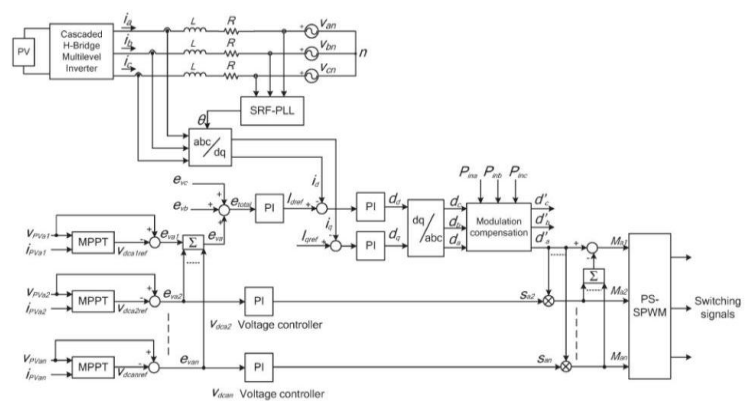 PV
Cascaded
H-Bridge
Multilevel
Inverter
i_a
L
R
v_an
i_b
L
R
v_bn
n
i_c
L
R
v_cn
SRF-PLL
θ
abc
dq
e_vc
i_d
P_ina P_inb P_inc
e_vb
e_total
PI
I_dref
PI
d_d
dq
abc
d_c
d_b
d_a
Modulation
compensation
d'_c
d'_b
d'_a
v_PVa1
i_PVa1
MPPT
v_dca1ref
e_va1
Σ
e_va
i_q
I_qref
PI
d_q
M_a1
Σ
v_PVa2
i_PVa2
MPPT
v_dca2ref
e_va2
PI
v_dca2 Voltage controller
s_a2
M_a2
PS-
SPWM
Switching
signals
v_PVan
i_PVan
MPPT
v_dcanref
e_van
PI
v_dcan Voltage controller
s_an
M_an